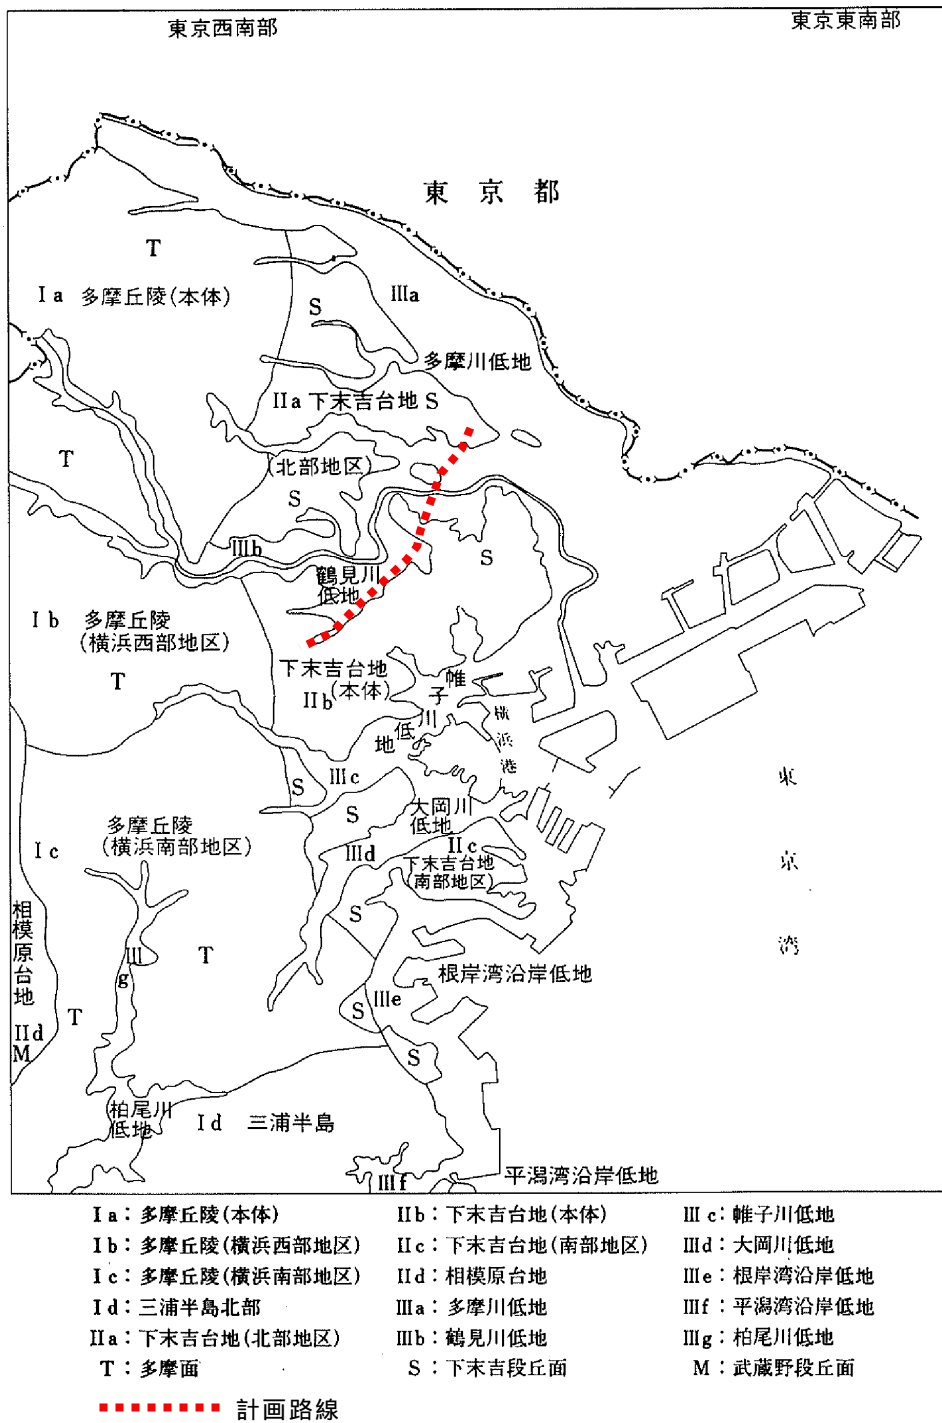 東京西南部
東京東南部
東京都
T
Ⅰa 多摩丘陵(本体)
S
Ⅲa
多摩川低地
Ⅱa 下末吉台地 S
T
(北部地区)
S
Ⅲb
鶴見川
低地
S
Ⅰb 多摩丘陵
(横浜西部地区)
T
下末吉台地
(本体)
Ⅱb
帷子川低地
横浜港
S
Ⅲc
S
大岡川
低地
Ⅰc
多摩丘陵
(横浜南部地区)
Ⅲd
Ⅱc
下末吉台地
(南部地区)
東京湾
相模原台地
Ⅱd
M
Ⅲg
T
T
S
根岸湾沿岸低地
Ⅲe
S
S
柏尾川
低地
Ⅰd 三浦半島
Ⅲf
平潟湾沿岸低地
Ⅰa:多摩丘陵(本体)
Ⅰb:多摩丘陵(横浜西部地区)
Ⅰc:多摩丘陵(横浜南部地区)
Ⅰd:三浦半島北部
Ⅱa:下末吉台地(北部地区)
T:多摩面
Ⅱb:下末吉台地(本体)
Ⅱc:下末吉台地(南部地区)
Ⅱd:相模原台地
Ⅲa:多摩川低地
Ⅲb:鶴見川低地
S:下末吉段丘面
Ⅲc:帷子川低地
Ⅲd:大岡川低地
Ⅲe:根岸湾沿岸低地
Ⅲf:平潟湾沿岸低地
Ⅲg:柏尾川低地
M:武蔵野段丘面
計画路線